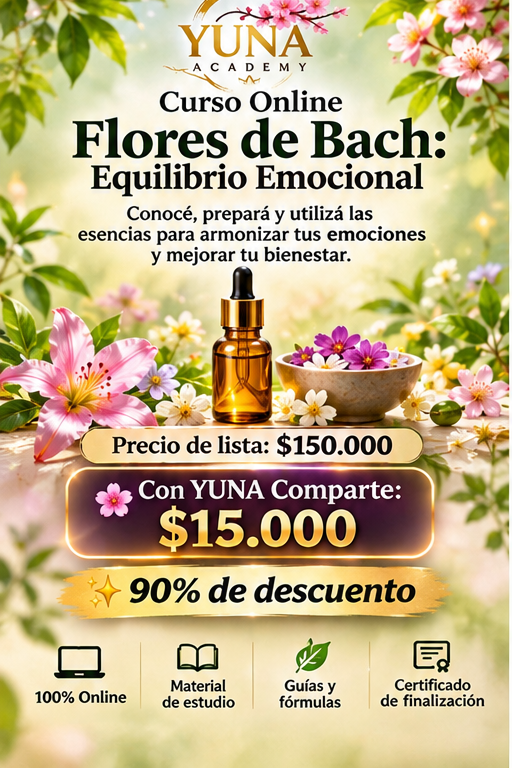 YUNA
ACADEMY
Curso Online
Flores de Bach:
Equilibrio Emocional
Conocé, prepará y utilizá las
esencias para armonizar tus emociones
y mejorar tu bienestar.
Precio de lista: $150.000
Con YUNA Comparte:
$15.000
90% de descuento
100% Online
Material
de estudio
Guías y
fórmulas
Certificado
de finalización